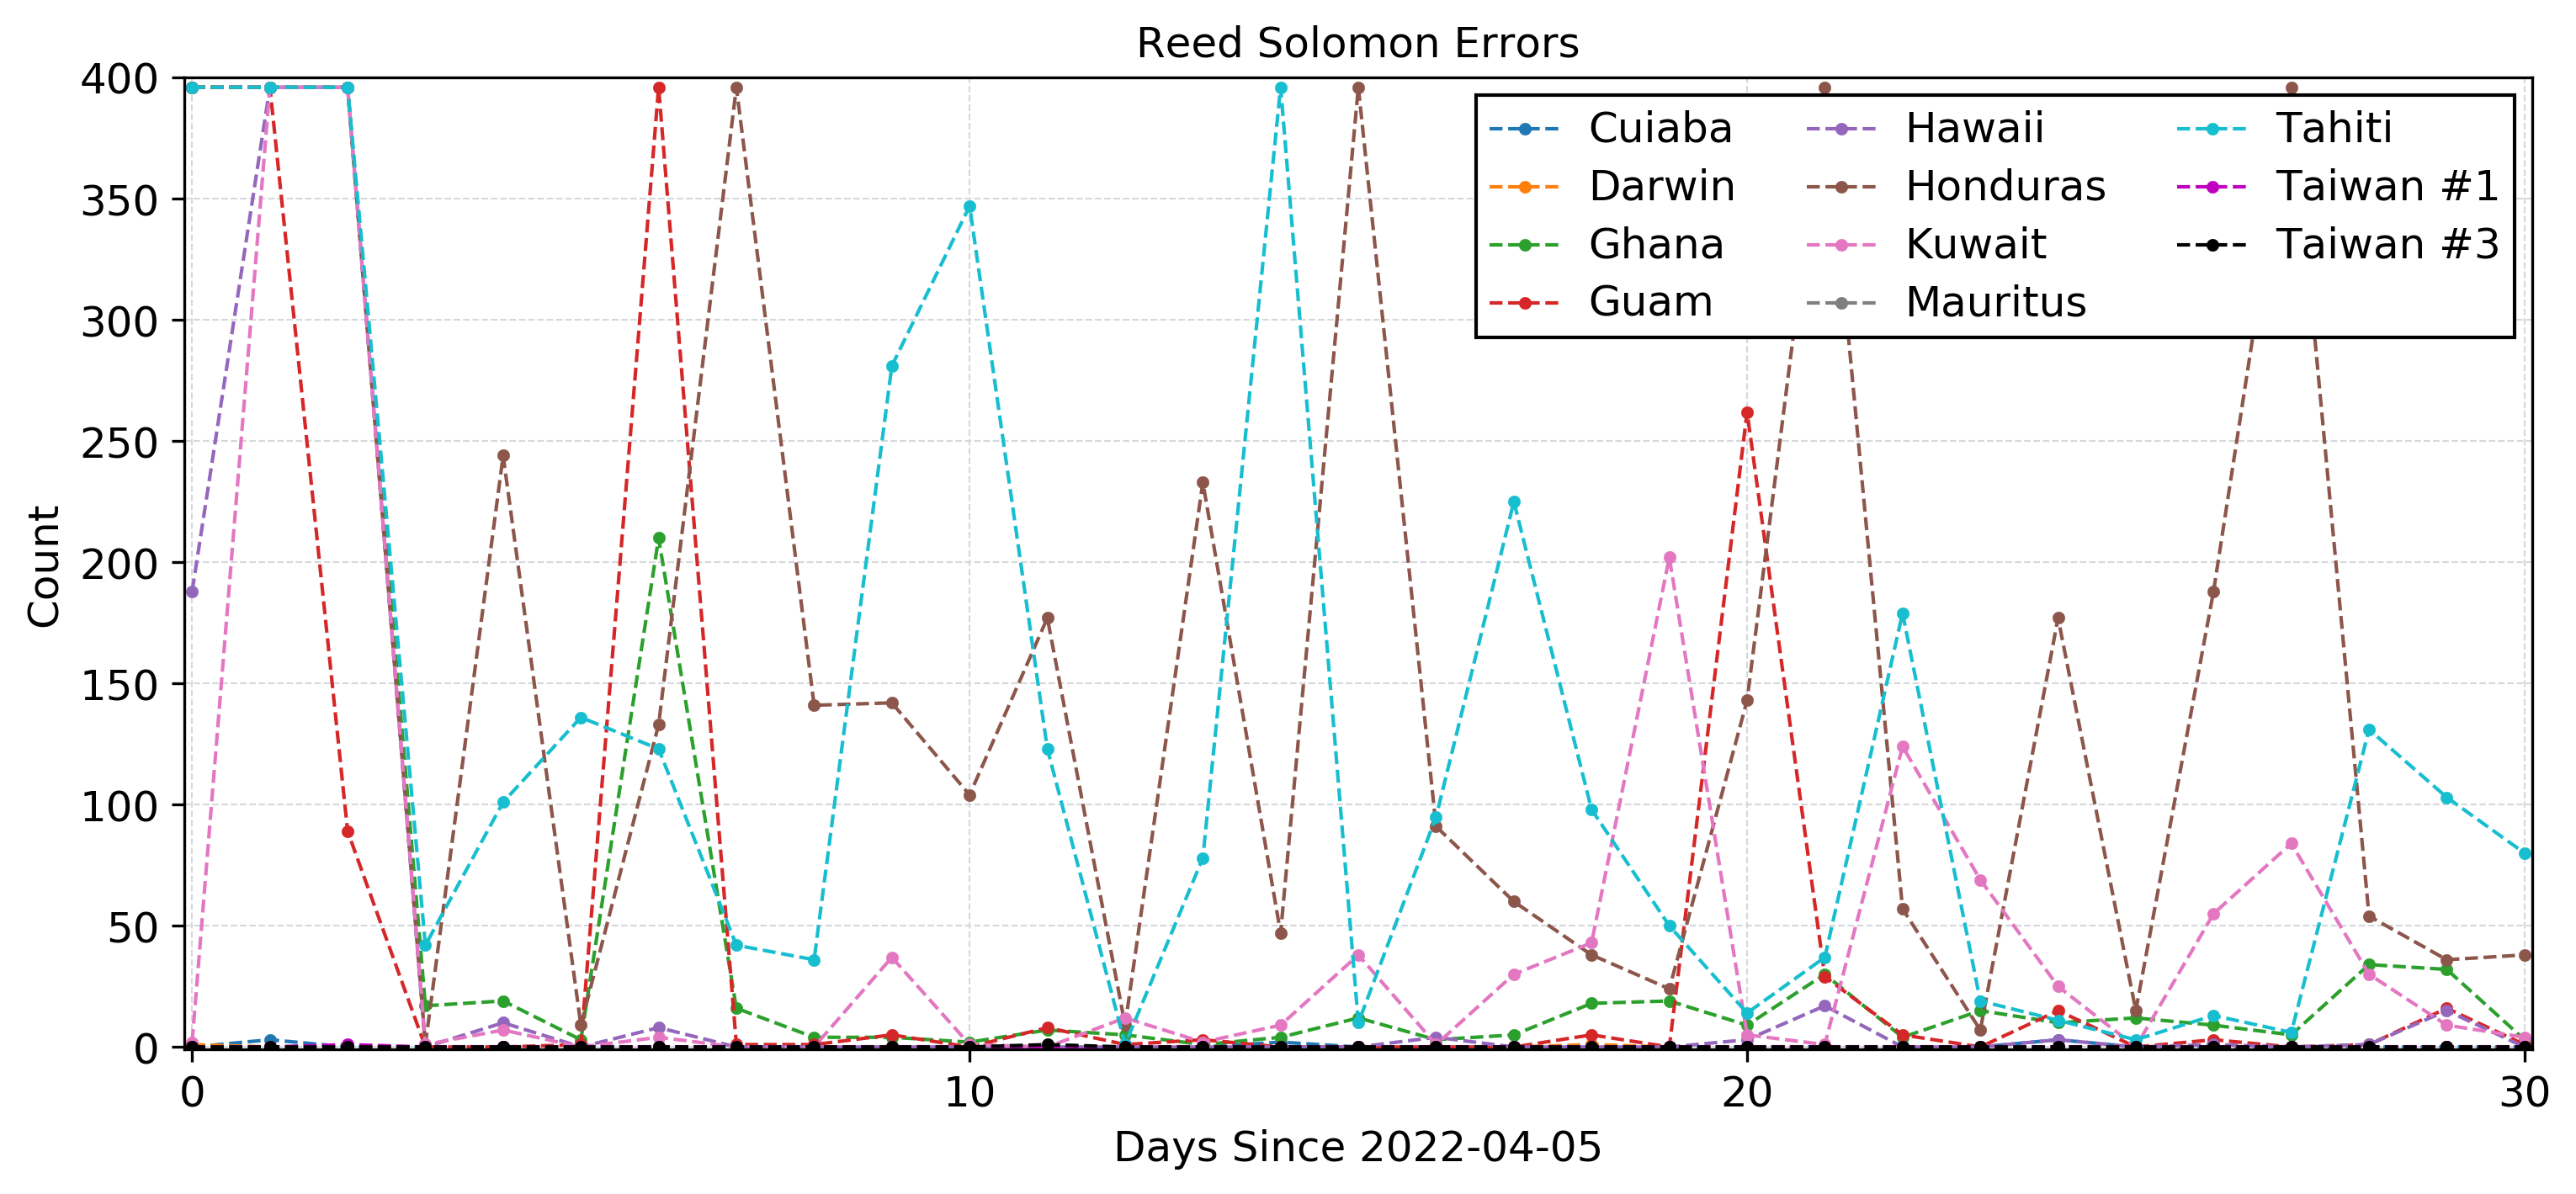 Reed Solomon Errors
400
350
300
250
200
150
100
50
0
Count
Cuiaba
Darwin
Ghana
Guam
Hawaii
Honduras
Kuwait
Mauritus
Tahiti
Taiwan #1
Taiwan #3
0 10 20 30
Days Since 2022-04-05